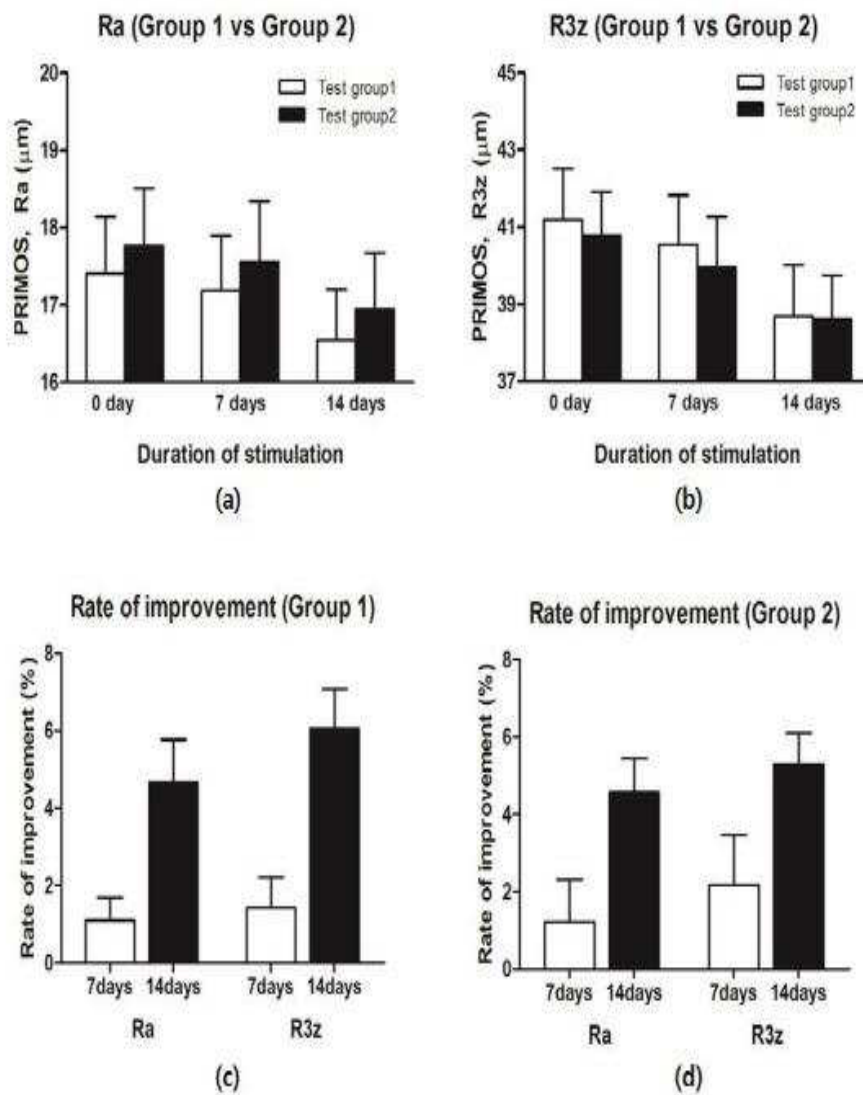 Ra (Group 1 vs Group 2)
PRIMOS, Ra (μm)
20
19
18
17
16
Test group1
Test group2
0 day 7 days 14 days
Duration of stimulation
(a)
R3z (Group 1 vs Group 2)
PRIMOS, R3z (μm)
45
43
41
39
37
Test group1
Test group2
0 day 7 days 14 days
Duration of stimulation
(b)
Rate of improvement (Group 1)
Rate of improvement (%)
8
6
4
2
0
7days 14days 7days 14days
Ra R3z
(c)
Rate of improvement (Group 2)
Rate of improvement (%)
8
6
4
2
0
7days 14days 7days 14days
Ra R3z
(d)